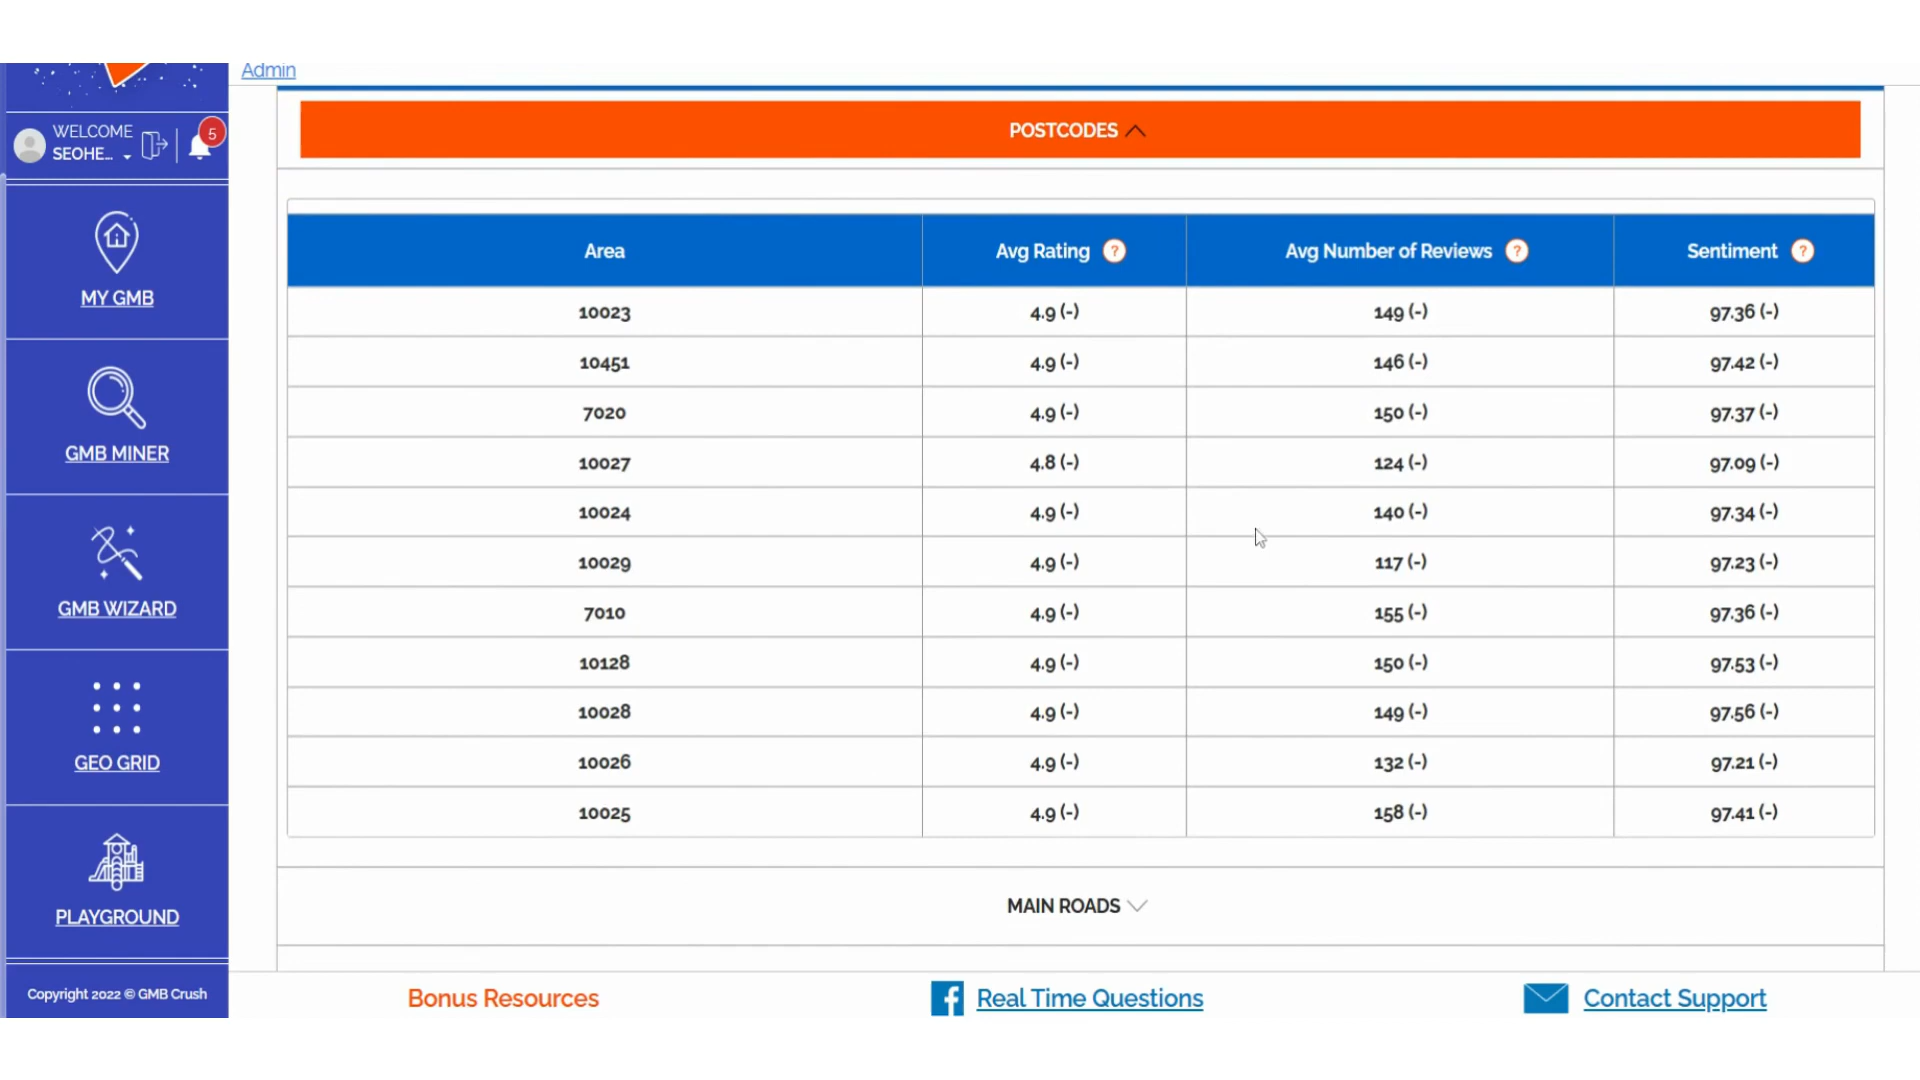 Admin
WELCOME
SEOHE...
5
MY GMB
GMB MINER
GMB WIZARD
GEO GRID
PLAYGROUND
Copyright 2022 © GMB Crush
POSTCODES
Area Avg Rating ? Avg Number of Reviews ? Sentiment ?
10023 4.9 (-) 149 (-) 97.36 (-)
10451 4.9 (-) 146 (-) 97.42 (-)
7020 4.9 (-) 150 (-) 97.37 (-)
10027 4.8 (-) 124 (-) 97.09 (-)
10024 4.9 (-) 140 (-) 97.34 (-)
10029 4.9 (-) 117 (-) 97.23 (-)
7010 4.9 (-) 155 (-) 97.36 (-)
10128 4.9 (-) 150 (-) 97.53 (-)
10028 4.9 (-) 149 (-) 97.56 (-)
10026 4.9 (-) 132 (-) 97.21 (-)
10025 4.9 (-) 158 (-) 97.41 (-)
MAIN ROADS
Bonus Resources Real Time Questions Contact Support